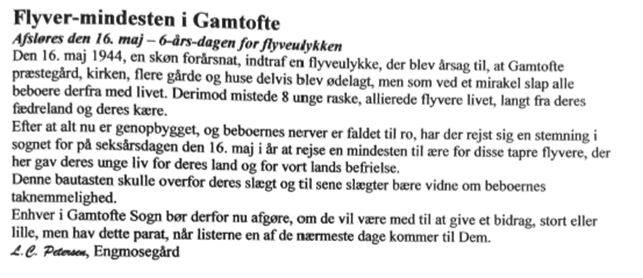 Flyver-mindesten i Gamtofte
Afsløres den 16. maj – 6-års-dagen for flyveulykken
Den 16. maj 1944, en skøn forårsnat, indtraf en flyveulykke, der blev årsag til, at Gamtofte
præstegård, kirken, flere gårde og huse delvis blev ødelagt, men som ved et mirakel slap alle
beboere derfra med livet. Derimod mistede 8 unge raske, allierede flyvere livet, langt fra deres
fædreland og deres kære.
Efter at alt nu er genopbygget, og beboernes nerver er faldet til ro, har der rejst sig en stemning i
sognet for på seksårsdagen den 16. maj i år at rejse en mindesten til ære for disse tapre flyvere, der
her gav deres unge liv for deres land og for vort lands befrielse.
Denne bautasten skulle overfor deres slægt og til sene slægter bære vidne om beboernes
taknemmelighed.
Enhver i Gamtofte Sogn bør derfor nu afgøre, om de vil være med til at give et bidrag, stort eller
lille, men hav dette parat, når listerne en af de nærmeste dage kommer til Dem.
L.C. Petersen, Engmosegård